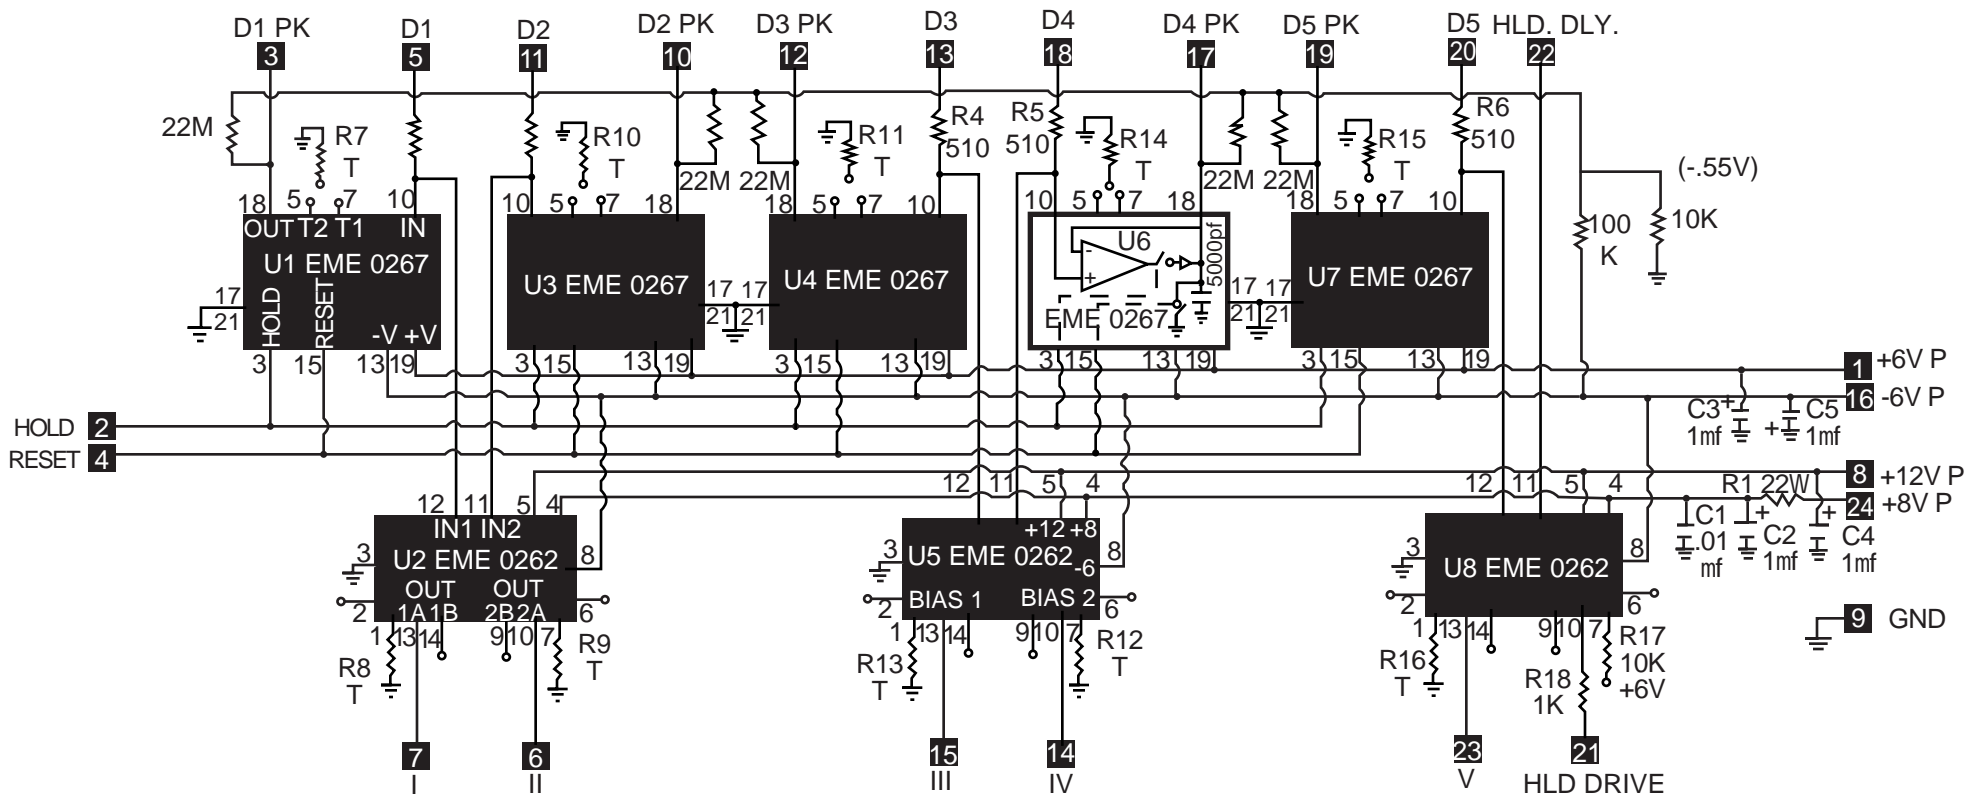 D1 PK D1 D2 D2 PK D3 PK D3 D4 D4 PK D5 PK D5 HLD. DLY.
3 5 11 10 12 13 18 17 19 20 22
22M R7 T R10 T 22M 22M R11 T R4 510 R5 510 R14 T 22M 22M R15 T R6 510 (-.55V)
100 K 10K
18 5 7 10 10 5 7 18 18 5 7 10 10 5 7 18 18 5 7 10
OUT T2 T1 IN
U1 EME 0267
HOLD RESET -V +V
17 21
3 15 13 19
U3 EME 0267
17 21
3 15 13 19
U4 EME 0267
17 21
3 15 13 19
U6
5000pf
EME 0267
17 21
3 15 13 19
U7 EME 0267
17 21
3 15 13 19
1 +6V P
16 -6V P
C3 + 1mf
+ C5 1mf
HOLD 2
RESET 4
8 +12V P
R1 22W
24 +8V P
C1 .01 mf
+ C2 1mf
+ C4 1mf
12 11 5 4
IN1 IN2
3 U2 EME 0262 8
OUT OUT
1A 1B 2B 2A
2 6
1 13 14 9 10 7
R8 T R9 T
12 11 5 4
+12 +8
3 U5 EME 0262 8
-6
BIAS 1 BIAS 2
2 6
1 13 14 9 10 7
R13 T R12 T
12 11 5 4
3 U8 EME 0262 8
2 6
1 13 14 9 10 7
R16 T
R18 1K
R17 10K +6V
9 GND
7 6 15 14 23 21
I II III IV V HLD DRIVE